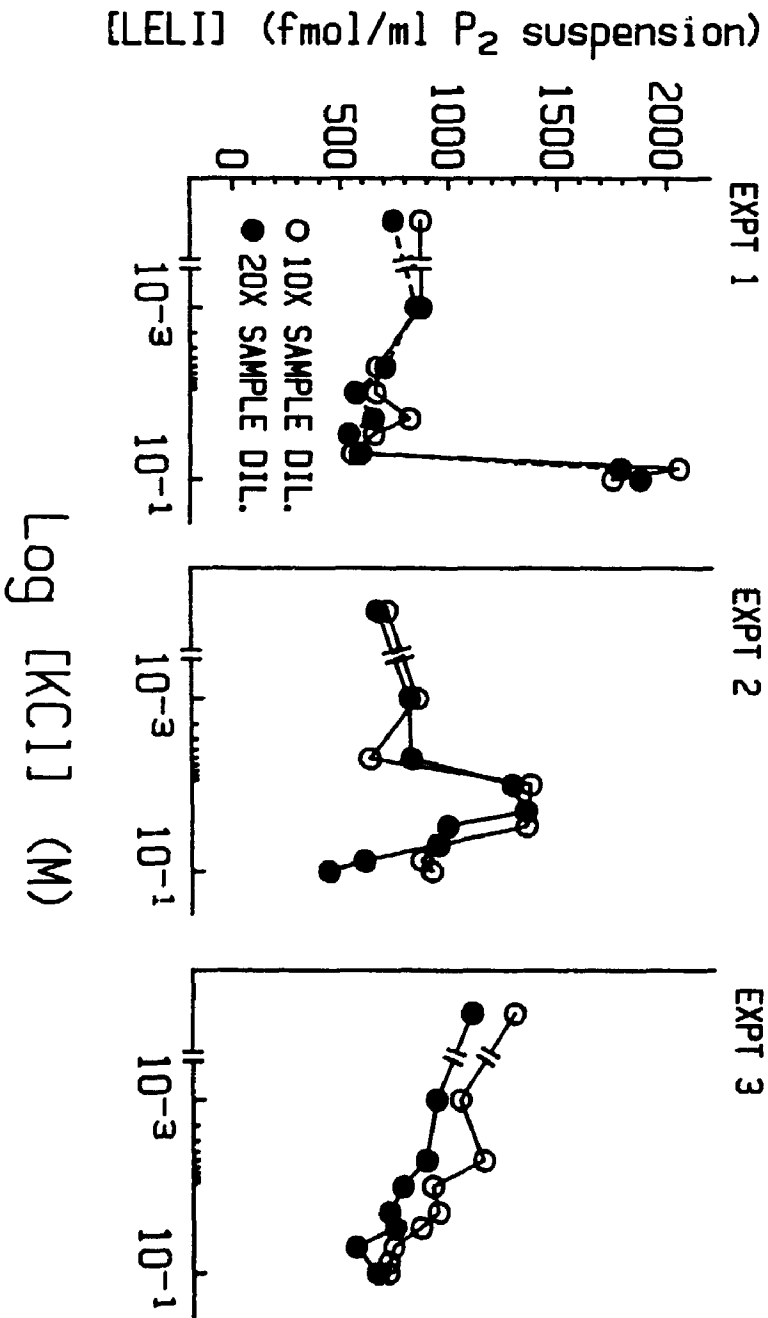 [LELI] (fmol/ml P2 suspension)
2000
1500
1000
500
0
EXPT 1
EXPT 2
EXPT 3
O 10X SAMPLE DIL.
● 20X SAMPLE DIL.
10-3
10-1
10-3
10-1
10-3
10-1
Log [KCl] (M)